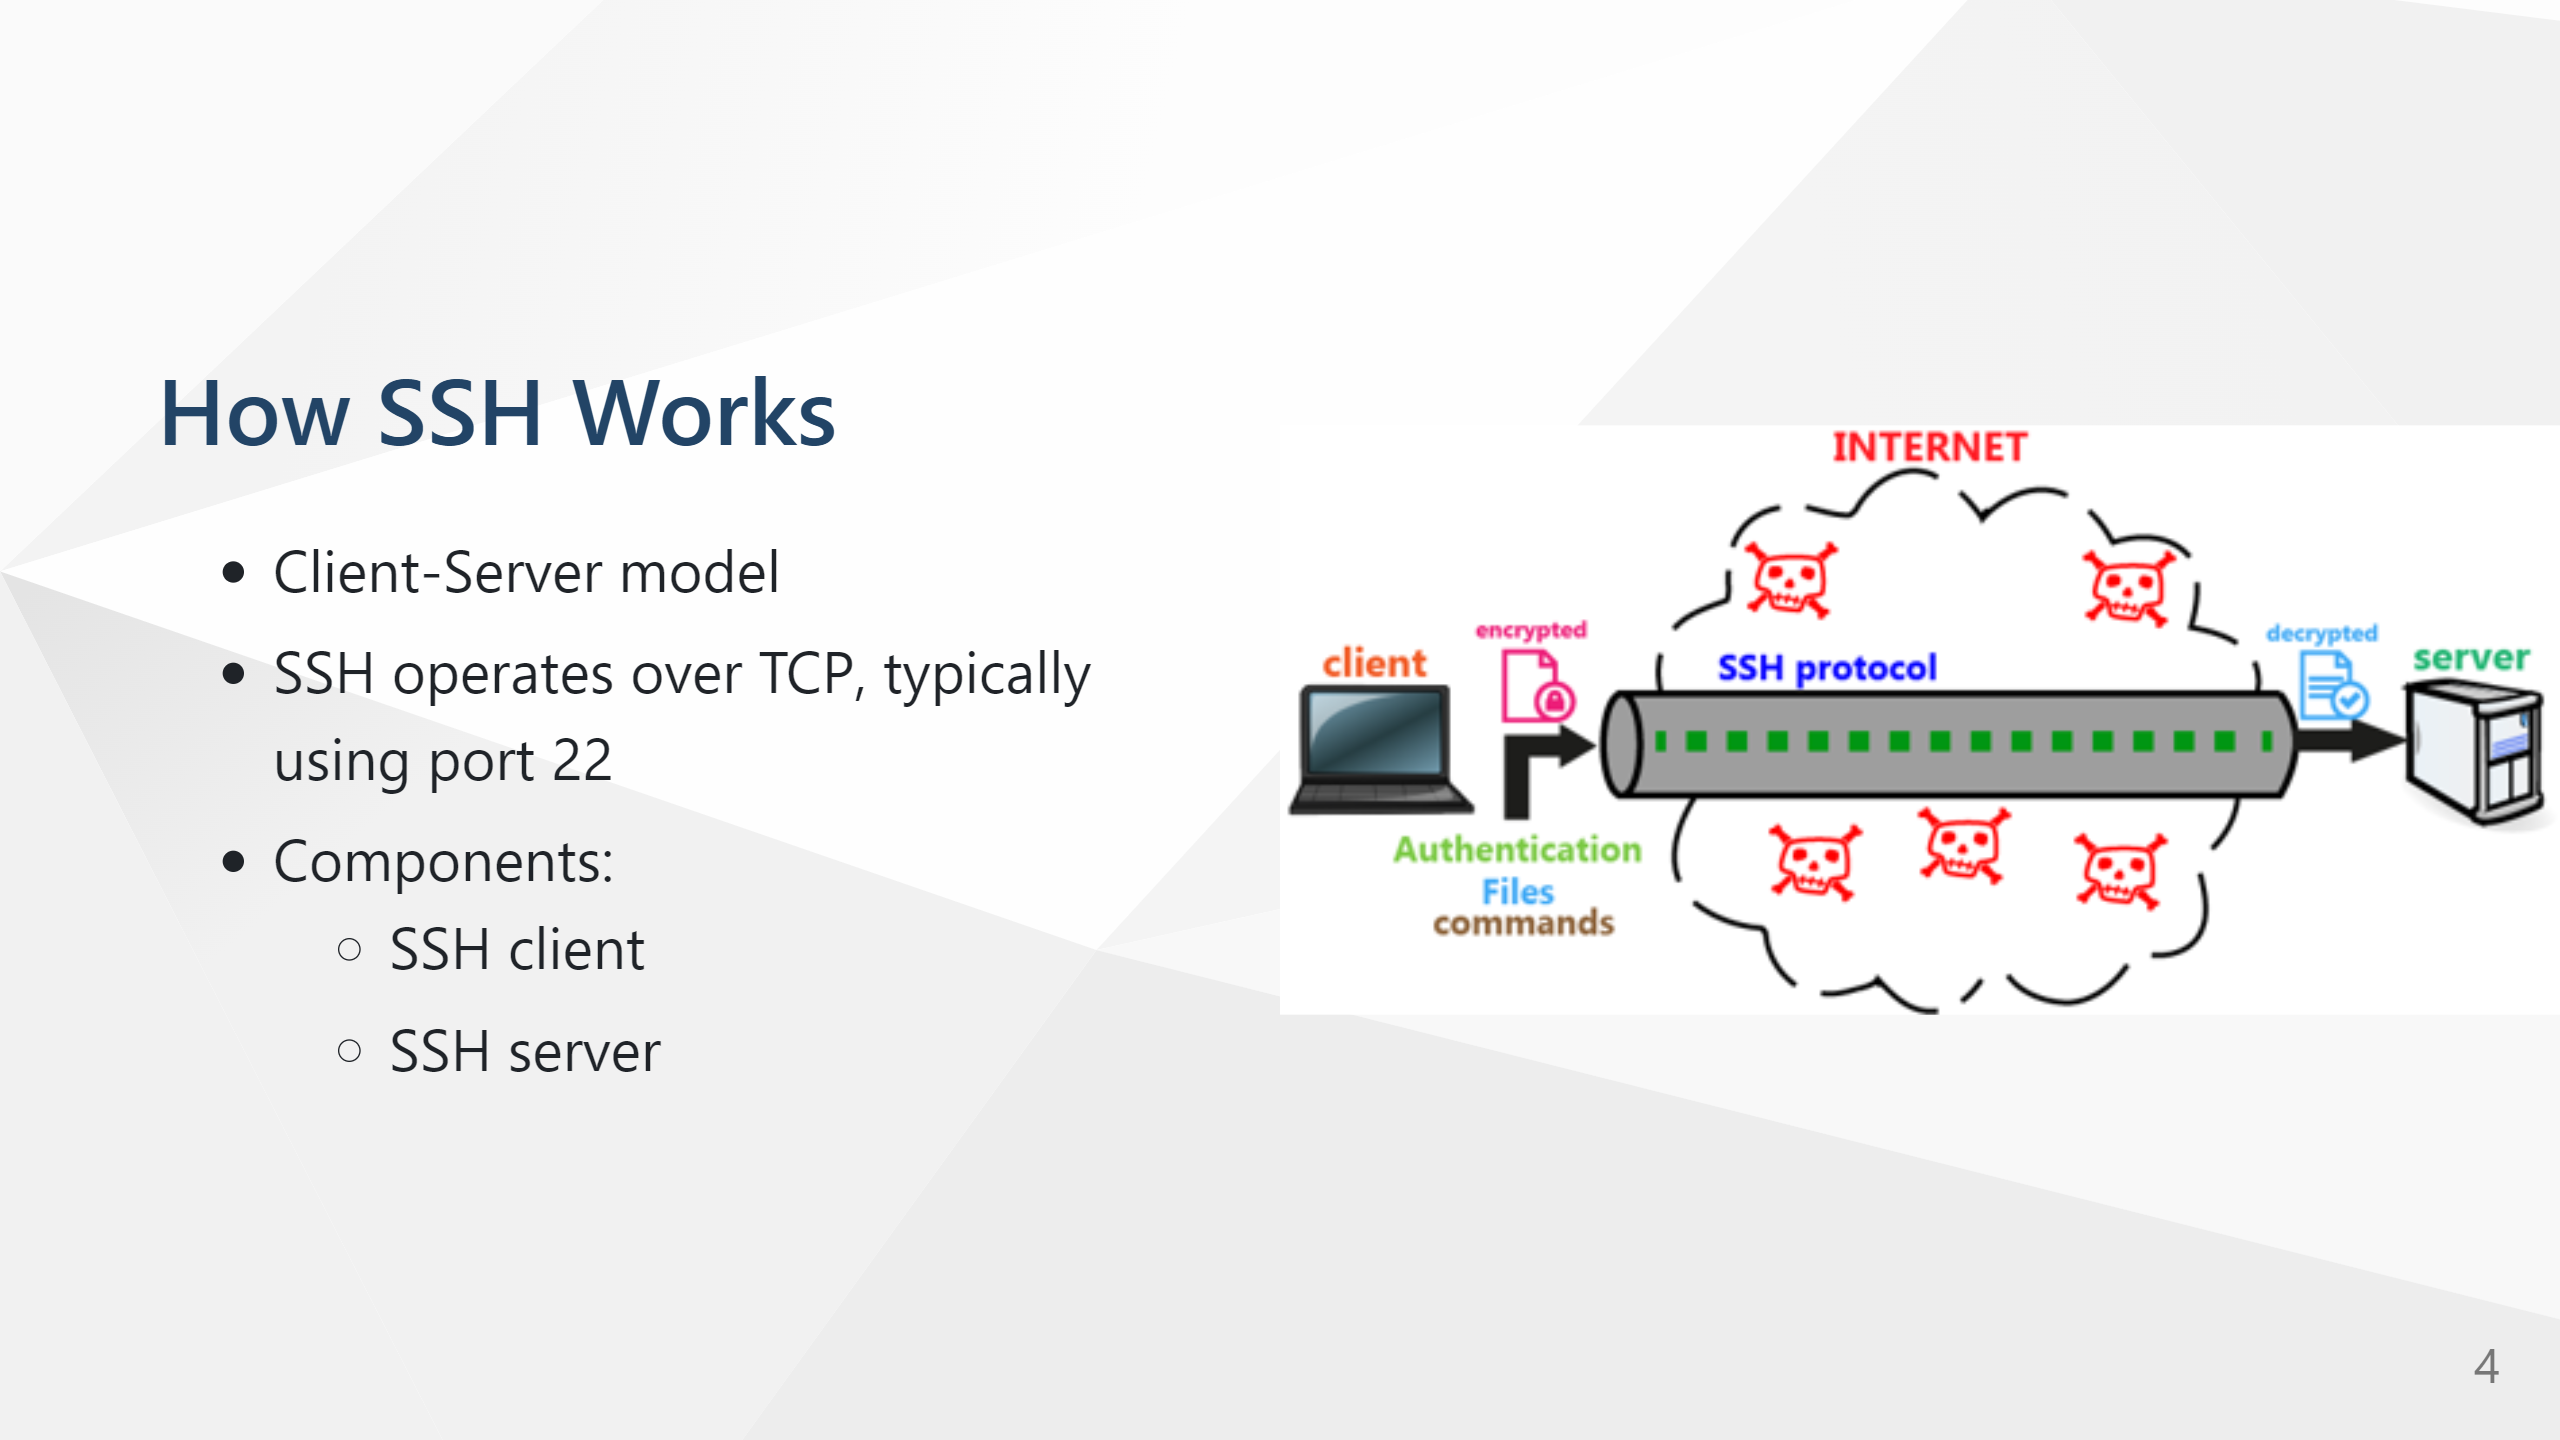 How SSH Works
Client-Server model
SSH operates over TCP, typically
using port 22
Components:
SSH client
SSH server
INTERNET
encrypted
decrypted
client
SSH protocol
server
Authentication
Files
commands
4